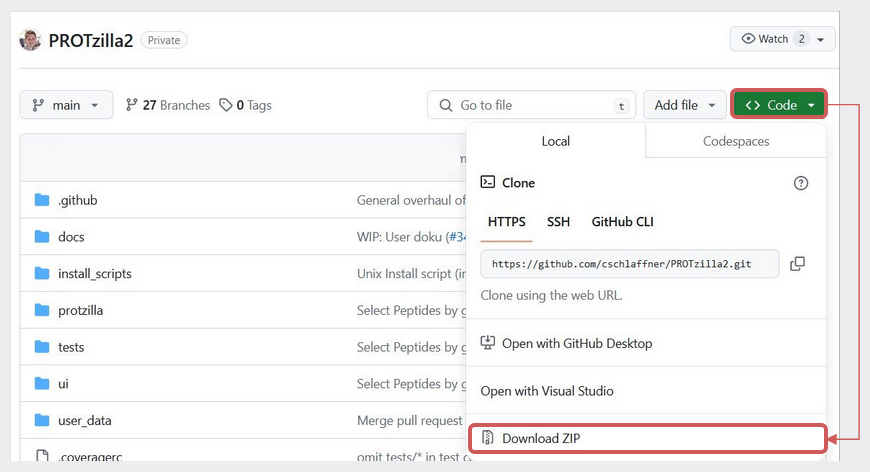 PROTzilla2 Private
Watch 2
main 27 Branches 0 Tags
Go to file t
Add file
Code
Local Codespaces
Clone
HTTPS SSH GitHub CLI
https://github.com/cschlaffner/PROTzilla2.git
Clone using the web URL.
Open with GitHub Desktop
Open with Visual Studio
Download ZIP
.github General overhaul of
docs WIP: User doku (#34
install_scripts Unix Install script (in
protzilla Select Peptides by g
tests Select Peptides by g
ui Select Peptides by g
user_data Merge pull request
.coveragerc omit tests/* in test c